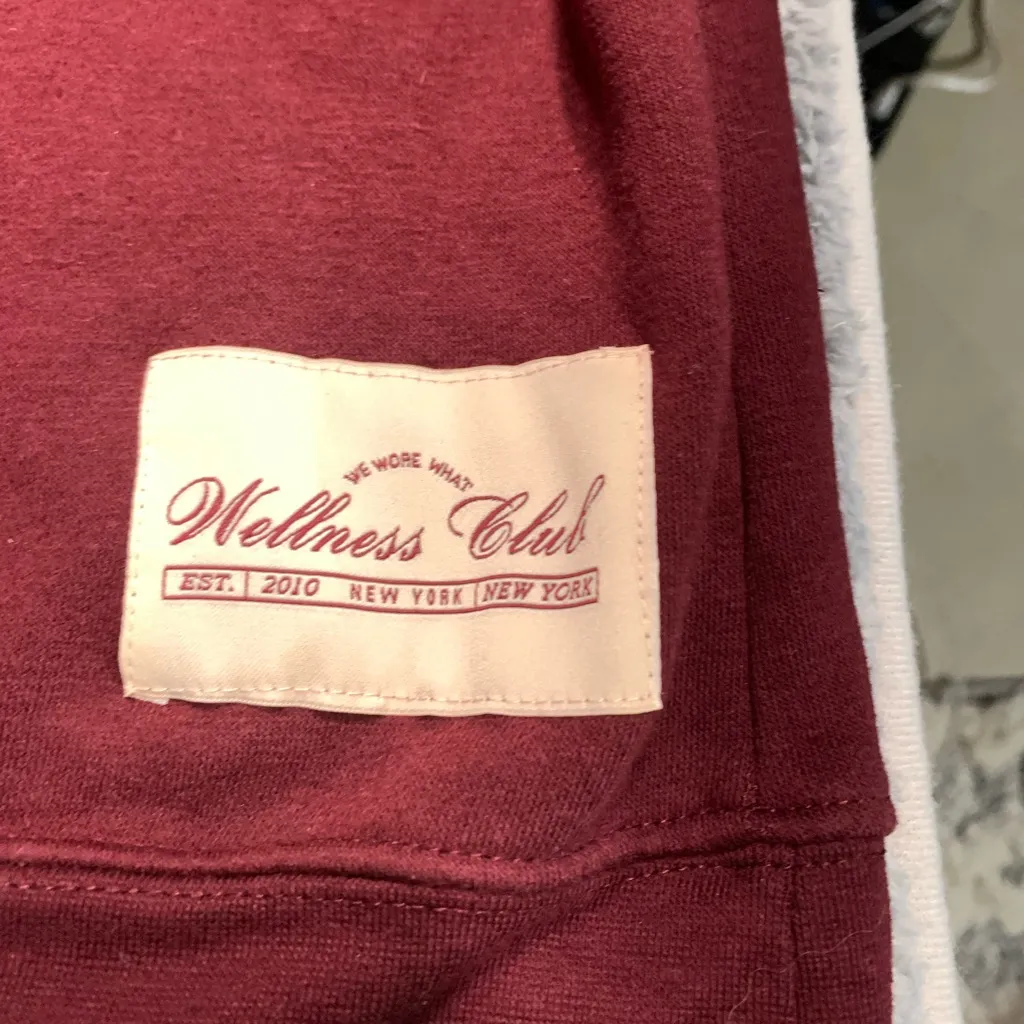 WE WORE WHAT
Wellness Club
EST. 2010 NEW YORK NEW YORK